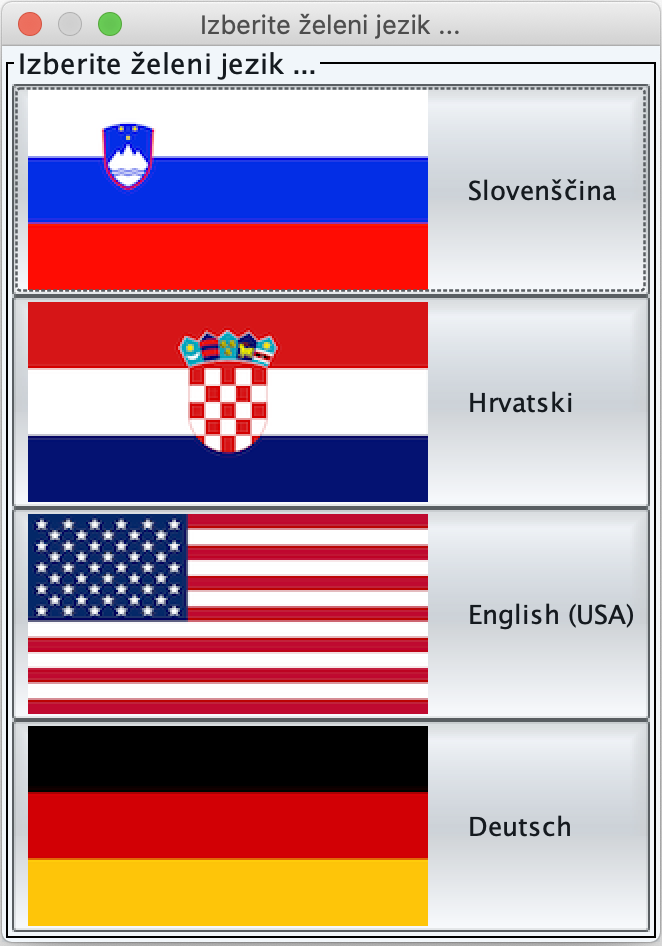 Izberite želeni jezik ...
Izberite želeni jezik ...
Slovenščina
Hrvatski
English (USA)
Deutsch